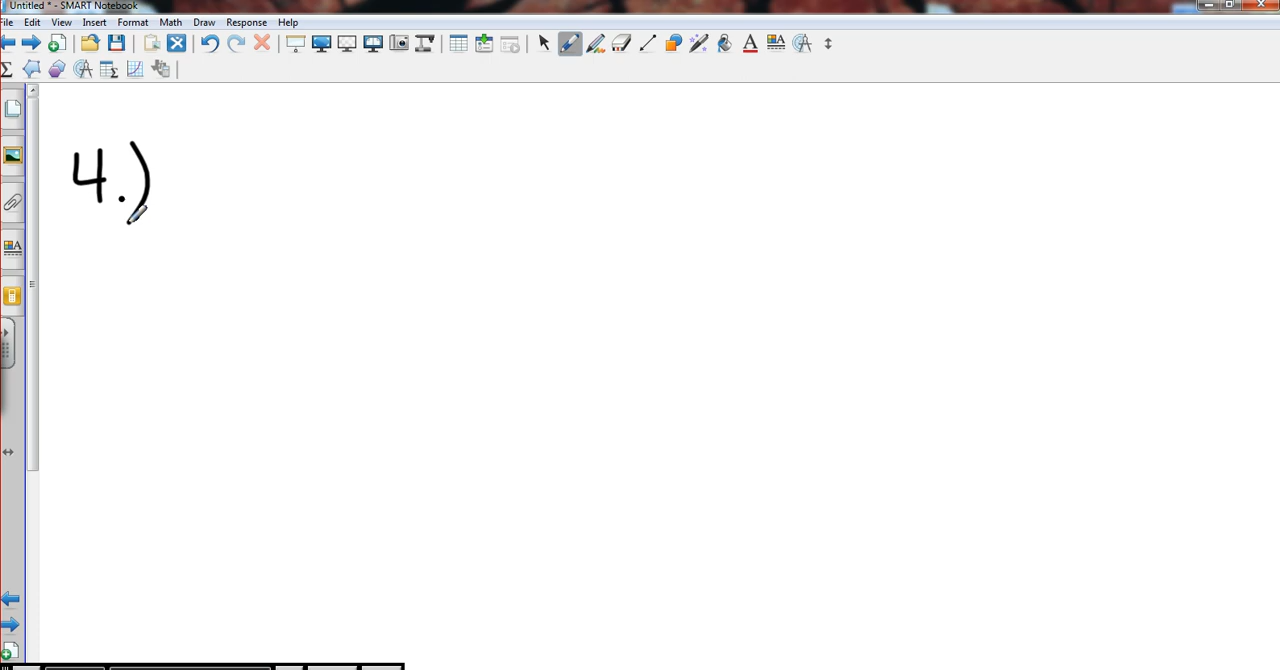 Untitled * - SMART Notebook
File Edit View Insert Format Math Draw Response Help
4.)